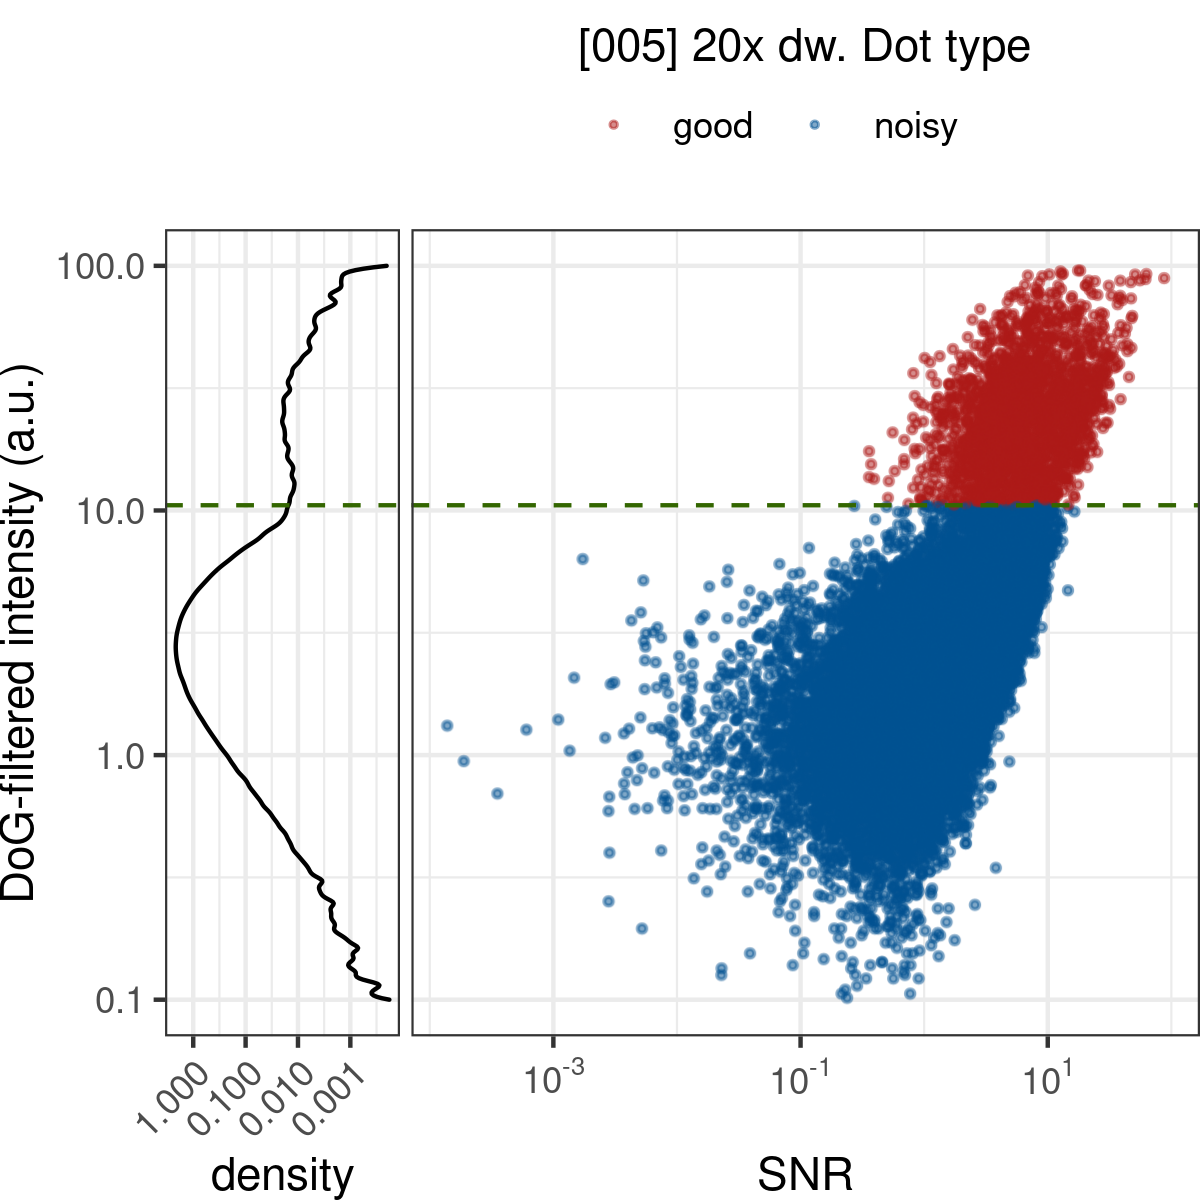 [005] 20x dw. Dot type
good noisy
DoG-filtered intensity (a.u.)
100.0
10.0
1.0
0.1
1.000 0.100 0.010 0.001
10-3 10-1 101
density SNR